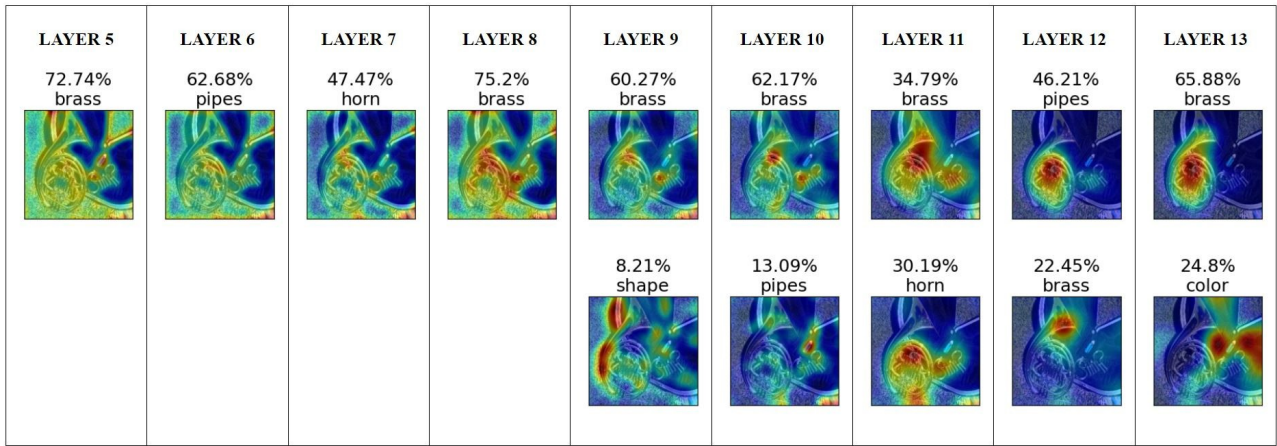 LAYER 5 LAYER 6 LAYER 7 LAYER 8 LAYER 9 LAYER 10 LAYER 11 LAYER 12 LAYER 13
72.74% 62.68% 47.47% 75.2% 60.27% 62.17% 34.79% 46.21% 65.88%
brass pipes horn brass brass brass brass pipes brass
8.21% 13.09% 30.19% 22.45% 24.8%
shape pipes horn brass color